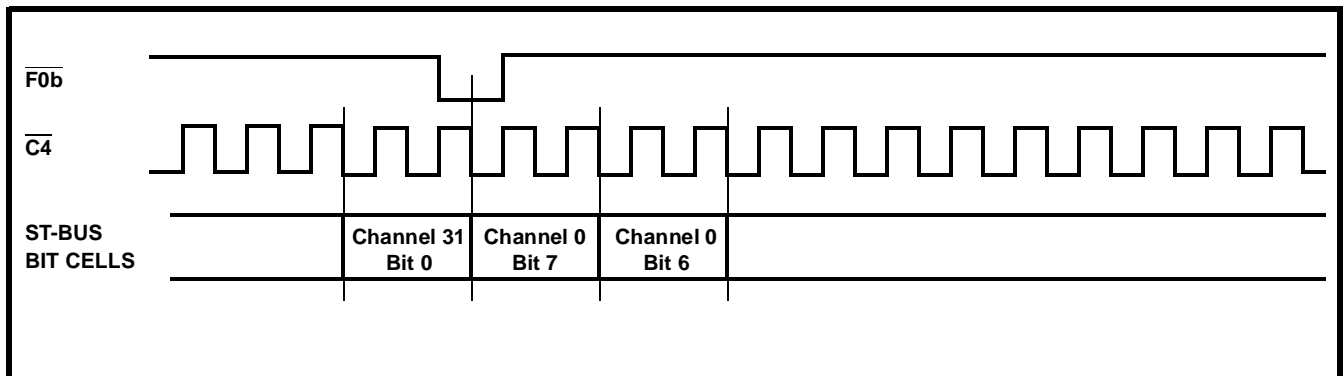 F0b
C4
ST-BUS
BIT CELLS
Channel 31
Bit 0
Channel 0
Bit 7
Channel 0
Bit 6